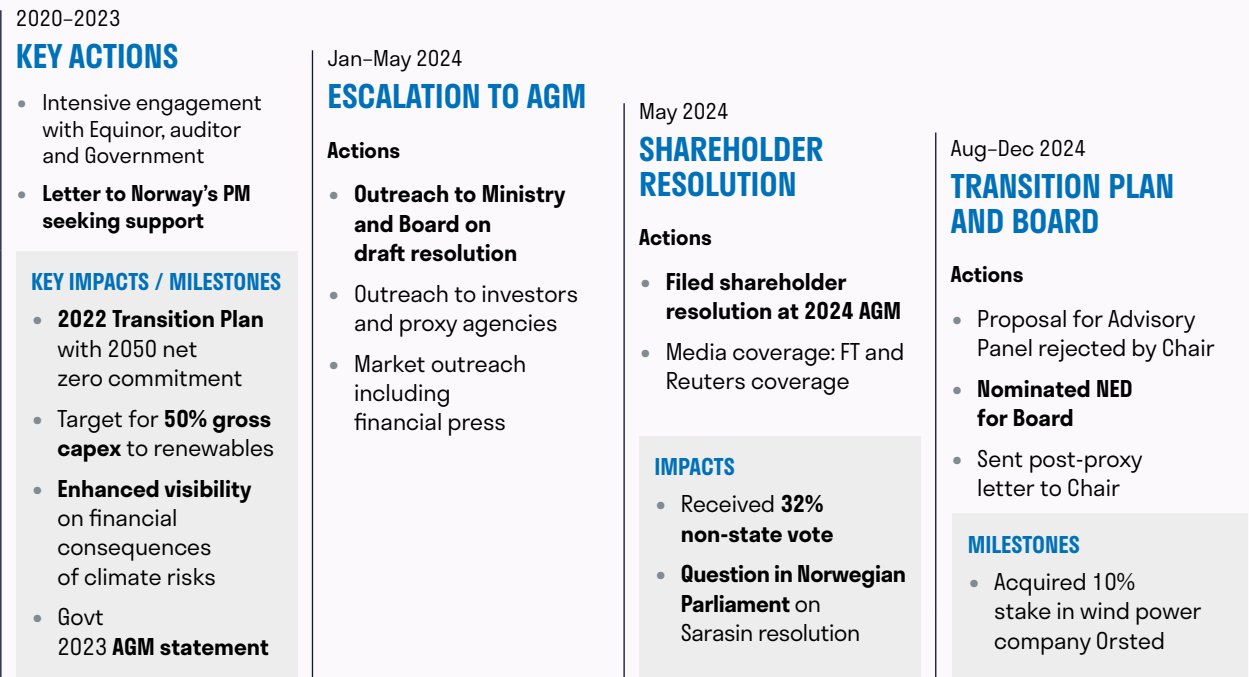 2020–2023
KEY ACTIONS
• Intensive engagement
with Equinor, auditor
and Government
• Letter to Norway's PM
seeking support
KEY IMPACTS / MILESTONES
• 2022 Transition Plan
with 2050 net
zero commitment
• Target for 50% gross
capex to renewables
• Enhanced visibility
on financial
consequences
of climate risks
• Govt
2023 AGM statement
Jan–May 2024
ESCALATION TO AGM
Actions
• Outreach to Ministry
and Board on
draft resolution
• Outreach to investors
and proxy agencies
• Market outreach
including
financial press
May 2024
SHAREHOLDER
RESOLUTION
Actions
• Filed shareholder
resolution at 2024 AGM
• Media coverage: FT and
Reuters coverage
IMPACTS
• Received 32%
non-state vote
• Question in Norwegian
Parliament on
Sarasin resolution
Aug–Dec 2024
TRANSITION PLAN
AND BOARD
Actions
• Proposal for Advisory
Panel rejected by Chair
• Nominated NED
for Board
• Sent post-proxy
letter to Chair
MILESTONES
• Acquired 10%
stake in wind power
company Orsted